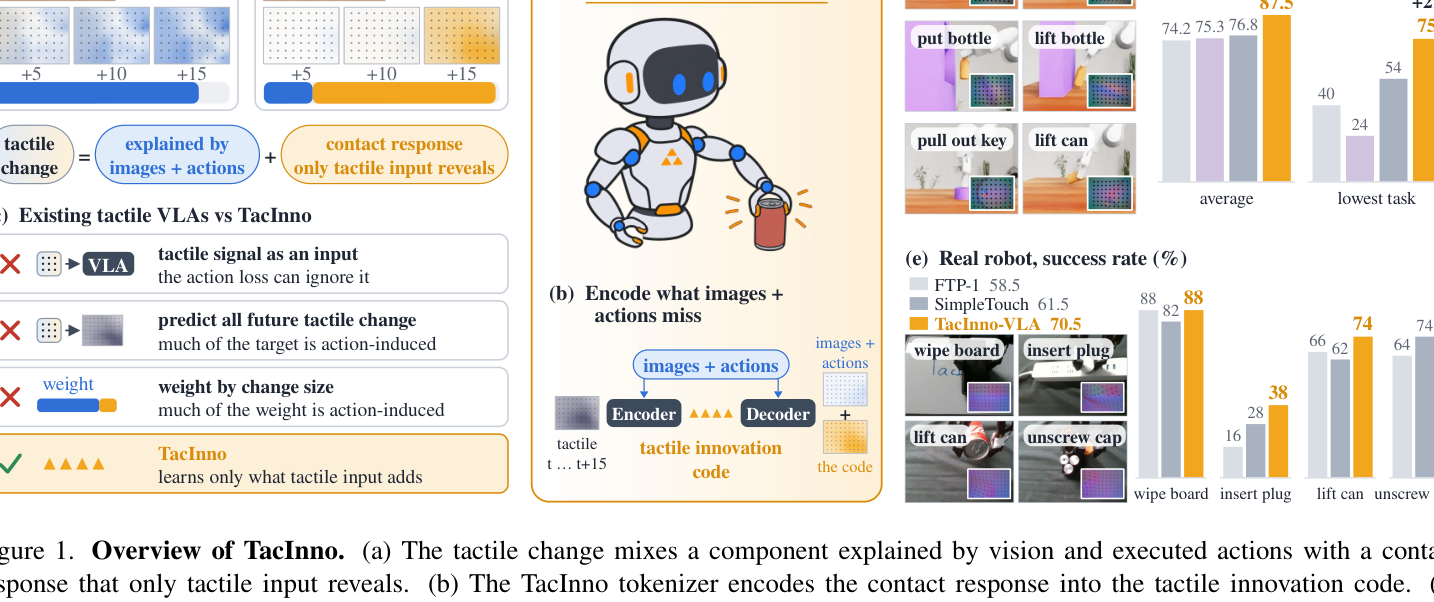 +5
+10
+15
+5
+10
+15
tactile
change
=
explained by
images + actions
+
contact response
only tactile input reveals
) Existing tactile VLAs vs TacInno
VLA
tactile signal as an input
the action loss can ignore it
predict all future tactile change
much of the target is action-induced
weight
weight by change size
much of the weight is action-induced
TacInno
learns only what tactile input adds
(b) Encode what images +
actions miss
images + actions
Encoder
Decoder
tactile
t … t+15
tactile innovation
code
images +
actions
+
the code
put bottle
lift bottle
pull out key
lift can
74.2
75.3
76.8
87.5
average
40
24
54
75
+2
lowest task
(e) Real robot, success rate (%)
FTP-1 58.5
SimpleTouch 61.5
TacInno-VLA 70.5
wipe board
insert plug
lift can
unscrew cap
88
82
88
wipe board
16
28
38
insert plug
66
62
74
lift can
64
74
unscrew
gure 1. Overview of TacInno. (a) The tactile change mixes a component explained by vision and executed actions with a conta
sponse that only tactile input reveals. (b) The TacInno tokenizer encodes the contact response into the tactile innovation code. (